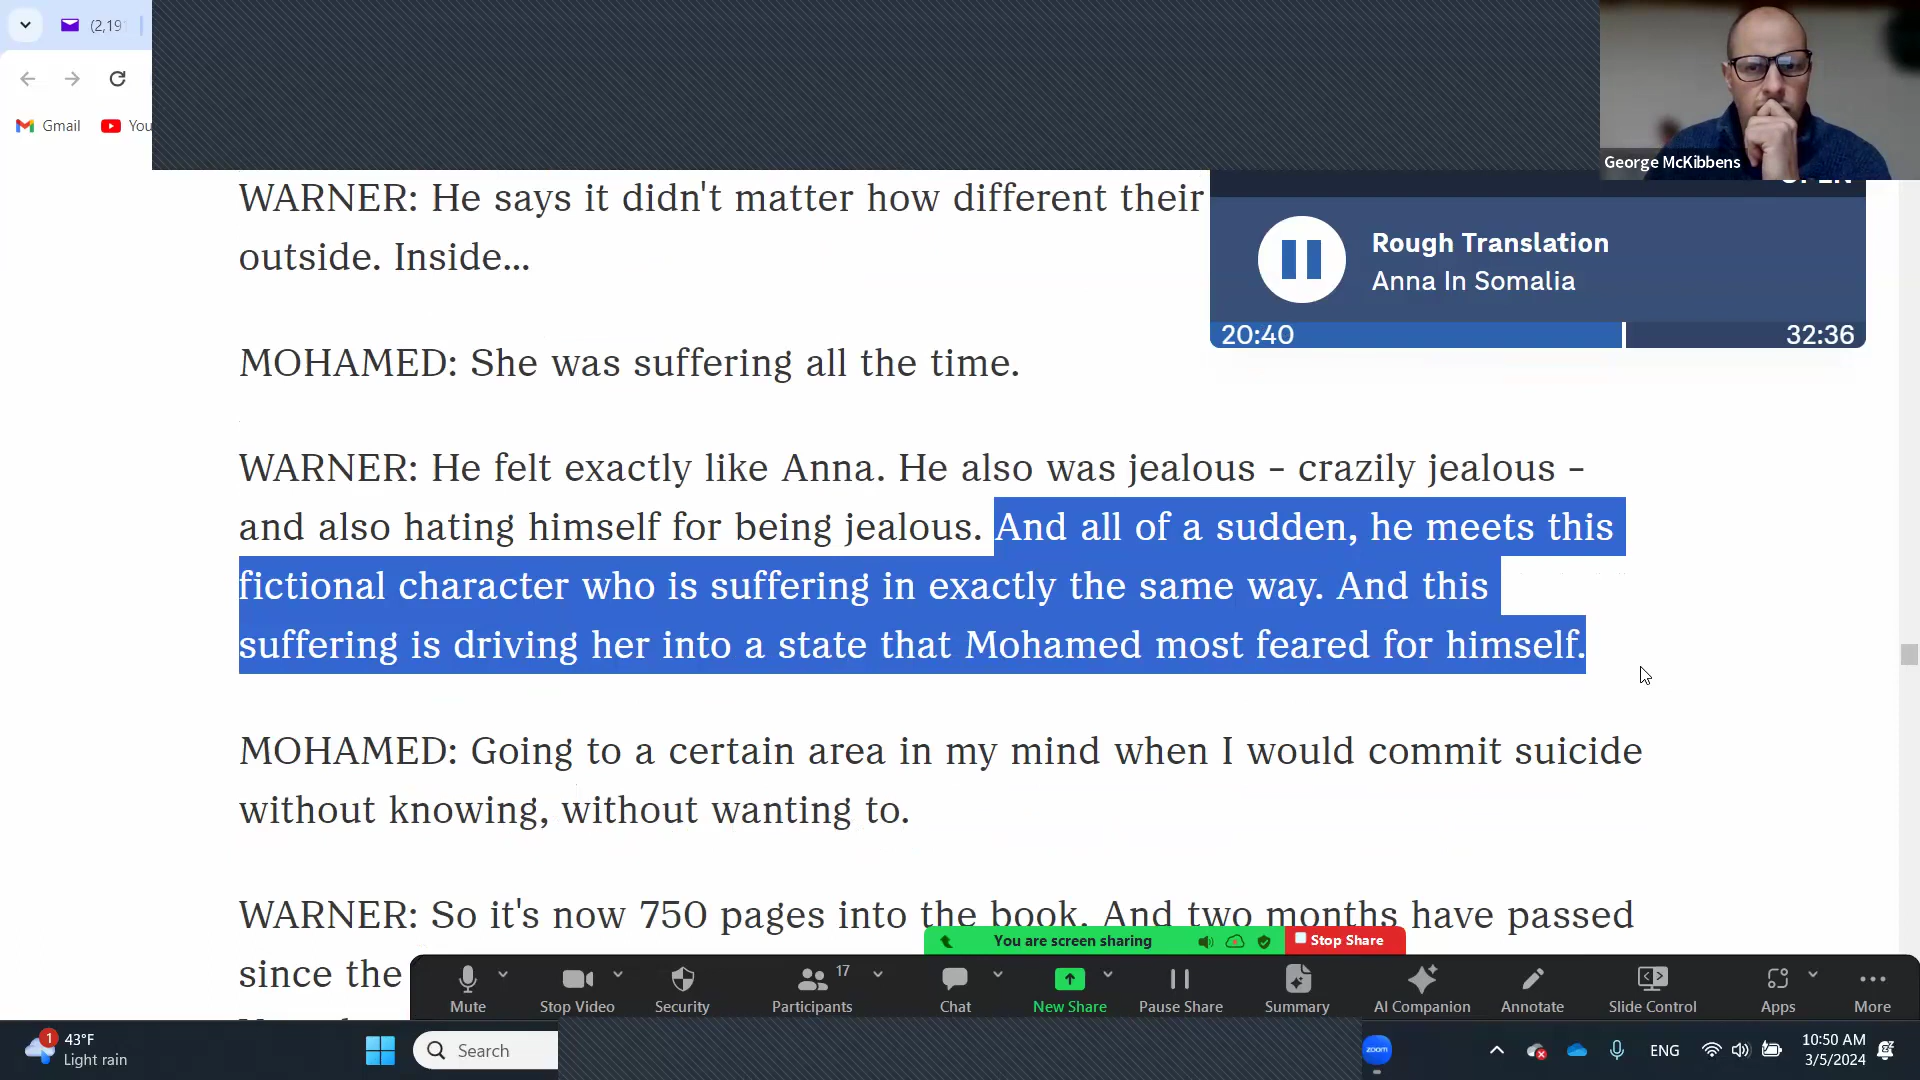 (2,19
Gmail
You
George McKibbens
WARNER: He says it didn't matter how different their
outside. Inside...
Rough Translation
Anna In Somalia
20:40
32:36
MOHAMED: She was suffering all the time.
WARNER: He felt exactly like Anna. He also was jealous - crazily jealous -
and also hating himself for being jealous. And all of a sudden, he meets this
fictional character who is suffering in exactly the same way. And this
suffering is driving her into a state that Mohamed most feared for himself.
MOHAMED: Going to a certain area in my mind when I would commit suicide
without knowing, without wanting to.
WARNER: So it's now 750 pages into the book. And two months have passed
since the
You are screen sharing
Stop Share
Mute
Stop Video
Security
17
Participants
Chat
New Share
Pause Share
Summary
AI Companion
Annotate
Slide Control
Apps
More
1
43°F
Light rain
Search
zoom
ENG
10:50 AM
3/5/2024